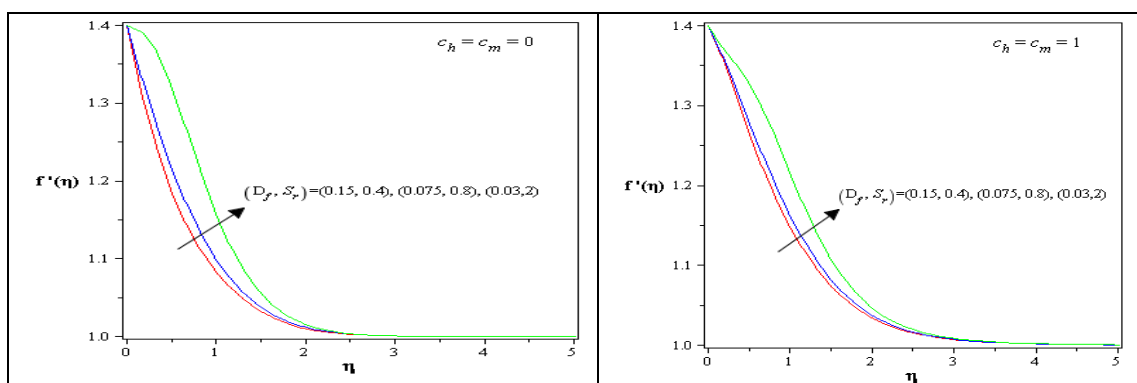 1.4
c_h = c_m = 0
1.3
f '(η)
1.2
(D_f, S_r)=(0.15, 0.4), (0.075, 0.8), (0.03,2)
1.1
1.0
0 1 2 3 4 5
η
1.4
c_h = c_m = 1
1.3
f '(η)
1.2
(D_f, S_r)=(0.15, 0.4), (0.075, 0.8), (0.03,2)
1.1
1.0
0 1 2 3 4 5
η